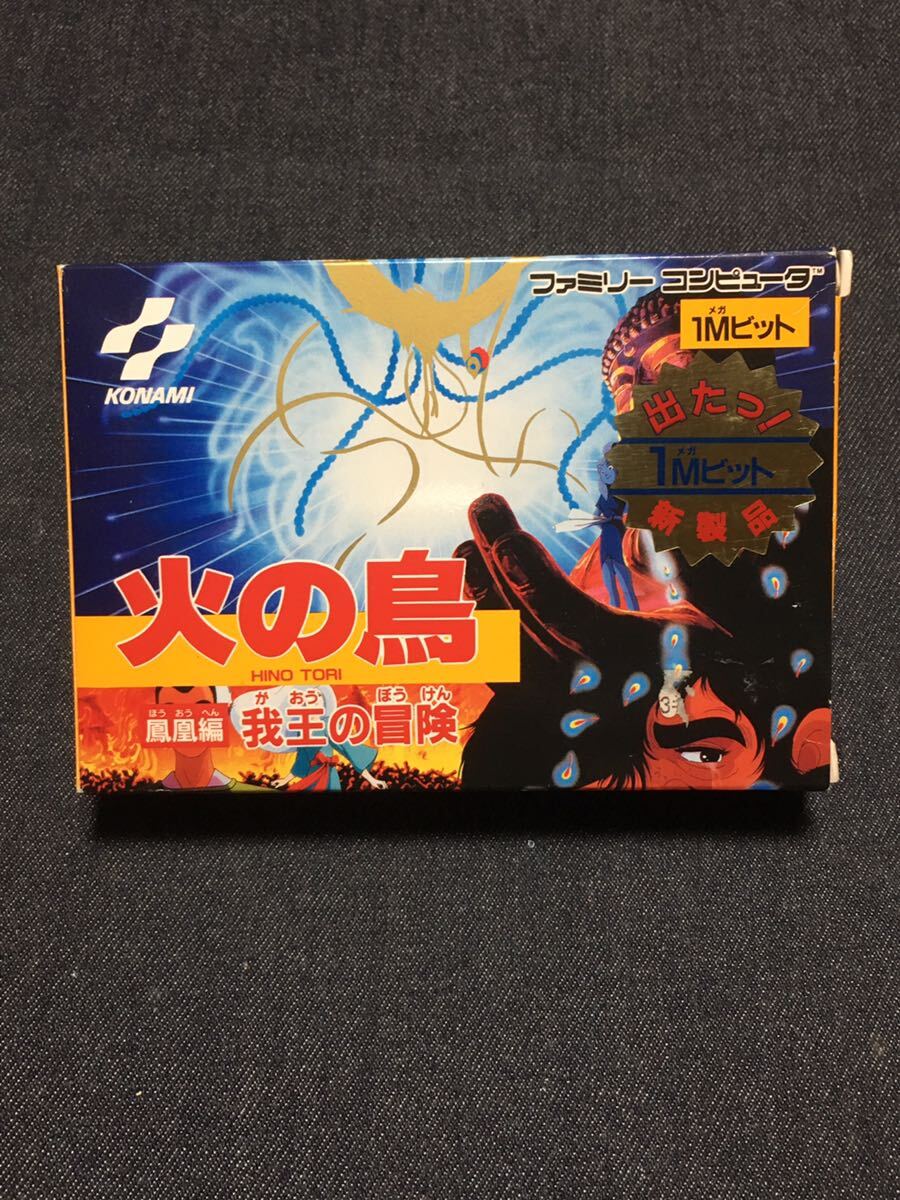 ファミリー コンピュータ™
メガ
1Mビット
KONAMI
出たっ!
メガ
1Mビット
新製品
火の鳥
HINO TORI
ほう おう へん
鳳凰編
が おう ぼう けん
我王の冒険